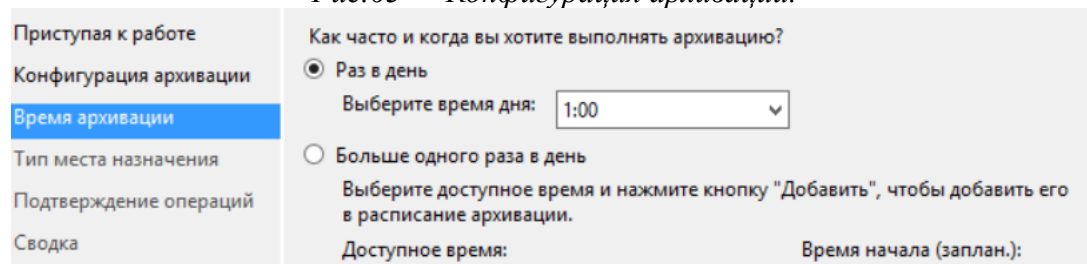 Конфигурация архивации.
Приступая к работе
Конфигурация архивации
Время архивации
Тип места назначения
Подтверждение операций
Сводка
Как часто и когда вы хотите выполнять архивацию?
Раз в день
Выберите время дня: 1:00
Больше одного раза в день
Выберите доступное время и нажмите кнопку "Добавить", чтобы добавить его
в расписание архивации.
Доступное время: Время начала (заплан.):